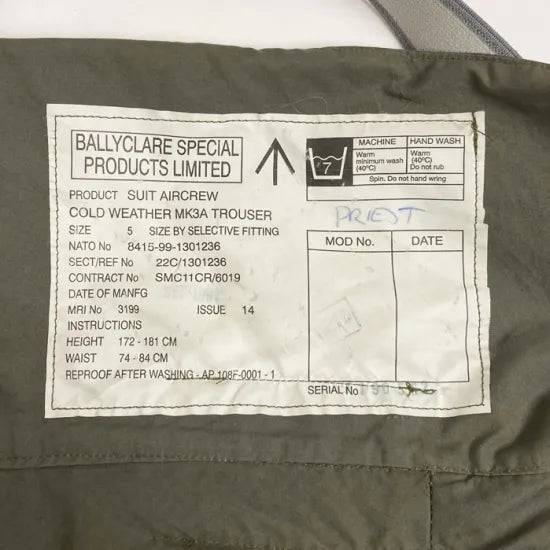 BALLYCLARE SPECIAL
PRODUCTS LIMITED
PRODUCT SUIT AIRCREW
COLD WEATHER MK3A TROUSER
SIZE 5 SIZE BY SELECTIVE FITTING
NATO No 8415-99-1301236
SECT/REF No 22C/1301236
CONTRACT No SMC11CR/6019
DATE OF MANFG
MRI No 3199 ISSUE 14
INSTRUCTIONS
HEIGHT 172 - 181 CM
WAIST 74 - 84 CM
REPROOF AFTER WASHING - AP 108F-0001 - 1
7
MACHINE HAND WASH
Warm Warm
minimum wash (40°C)
(40°C) Do not rub
Spin. Do not hand wring
PRIEST
MOD No. DATE
SERIAL No